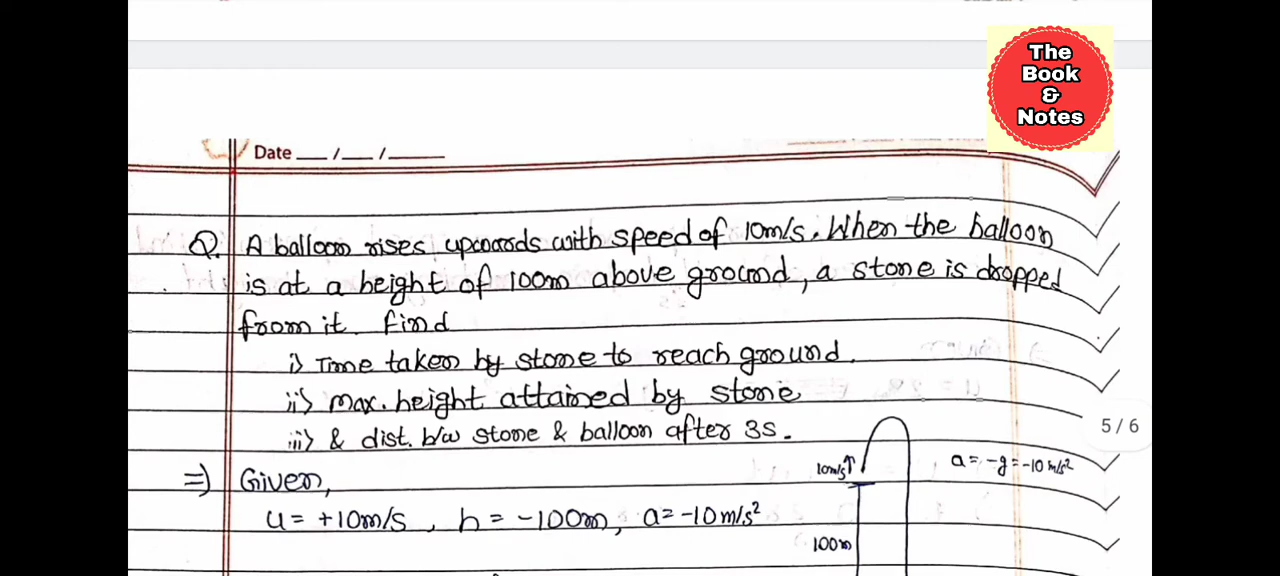 The
Book
&
Notes
Date __/__/____
Q. A balloon rises upwards with speed of 10m/s. When the balloon
is at a height of 100m above ground, a stone is dropped
from it. find
i) Time taken by stone to reach ground.
ii) max. height attained by stone
iii) & dist. b/w stone & balloon after 3s.
5/6
10m/s↑
a = -g = -10 m/s²
⇒) Given,
u = +10m/s, h = -100m, a = -10m/s²
100m